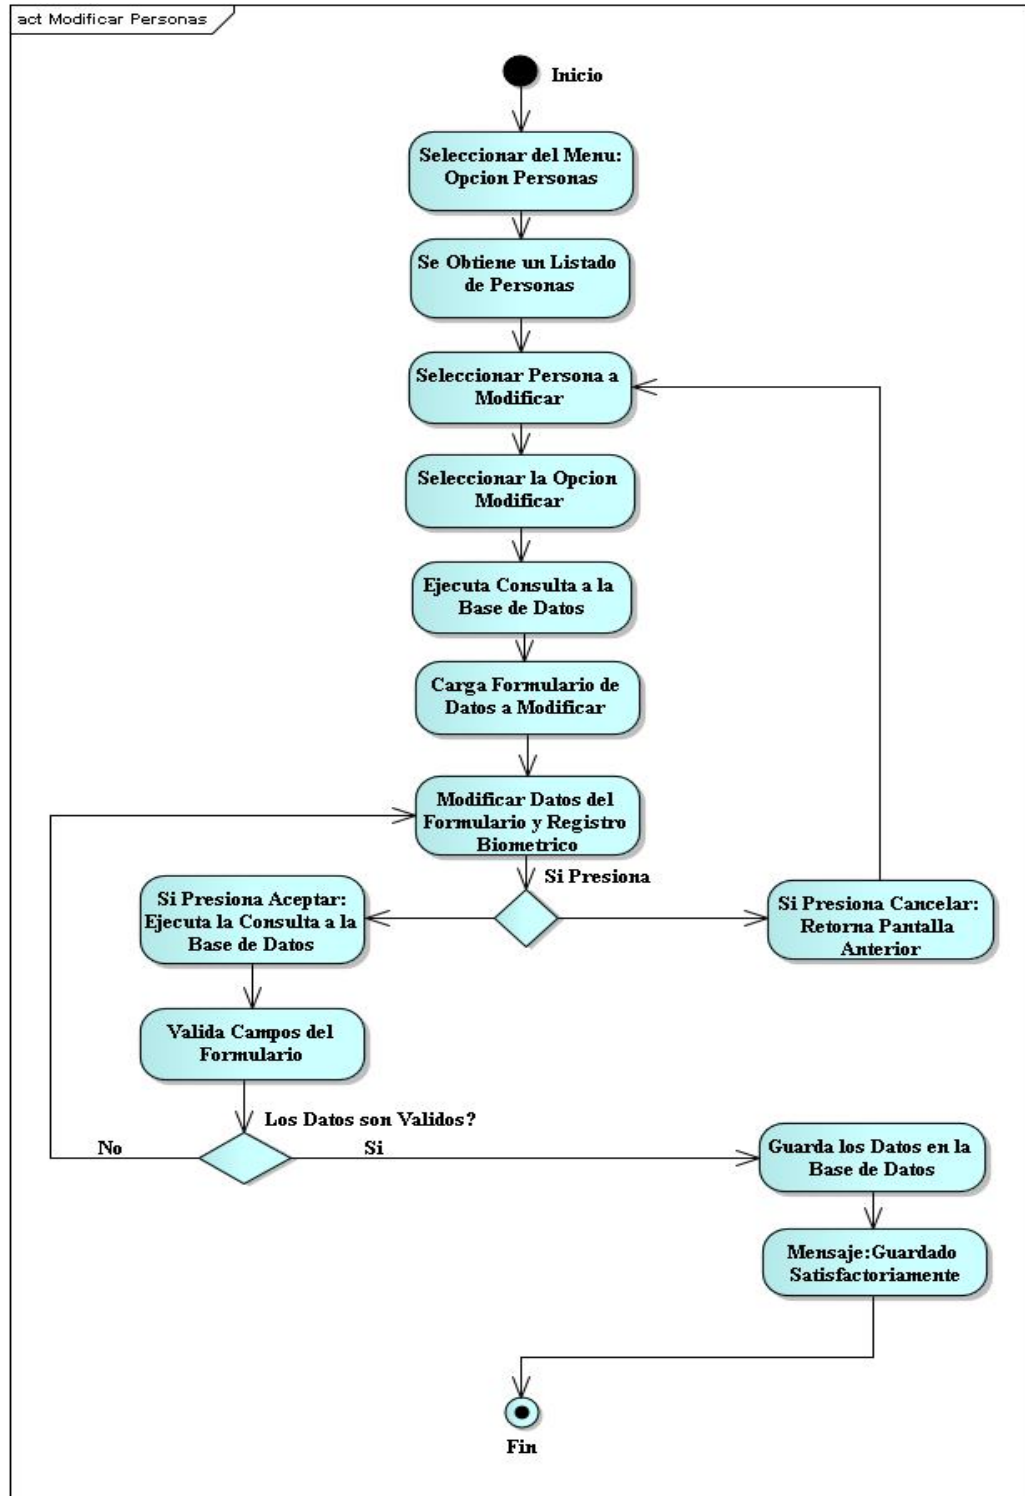 act Modificar Personas
Inicio
Seleccionar del Menu:
Opcion Personas
Se Obtiene un Listado
de Personas
Seleccionar Persona a
Modificar
Seleccionar la Opcion
Modificar
Ejecuta Consulta a la
Base de Datos
Carga Formulario de
Datos a Modificar
Modificar Datos del
Formulario y Registro
Biometrico
Si Presiona
Si Presiona Aceptar:
Ejecuta la Consulta a la
Base de Datos
Si Presiona Cancelar:
Retorna Pantalla
Anterior
Valida Campos del
Formulario
Los Datos son Validos?
No
Si
Guarda los Datos en la
Base de Datos
Mensaje:Guardado
Satisfactoriamente
Fin